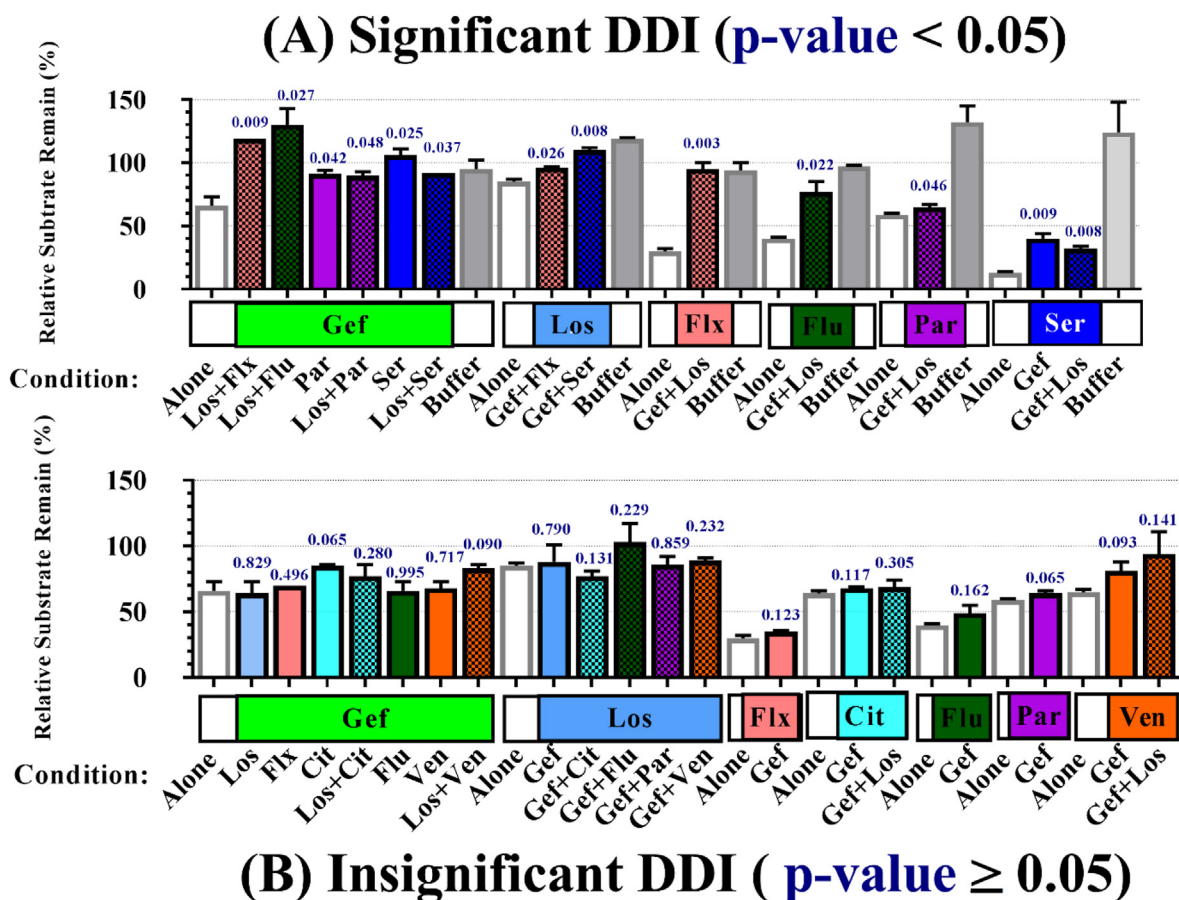 (A) Significant DDI (p-value < 0.05)
Relative Subtrate Remain (%)
150
100
50
0
0.009
0.027
0.042
0.048
0.025
0.037
0.026
0.008
0.003
0.022
0.046
0.009
0.008
Gef
Los
Flx
Flu
Par
Ser
Condition:
Alone
Los+Flx
Los+Flu
Par
Los+Par
Ser
Los+Ser
Buffer
Alone
Gef+Flx
Gef+Ser
Buffer
Alone
Gef+Los
Buffer
Alone
Gef+Los
Buffer
Alone
Gef+Los
Buffer
Alone
Gef
Gef+Los
Buffer
Relative Substrate Remain (%)
150
100
50
0
0.829
0.496
0.065
0.280
0.995
0.717
0.090
0.790
0.131
0.229
0.859
0.232
0.123
0.117
0.305
0.162
0.065
0.093
0.141
Gef
Los
Flx
Cit
Flu
Par
Ven
Condition:
Alone
Los
Flx
Cit
Los+Cit
Flu
Ven
Los+Ven
Alone
Gef
Gef+Cit
Gef+Flu
Gef+Par
Gef+Ven
Alone
Gef
Alone
Gef
Gef+Los
Alone
Gef
Alone
Gef
Alone
Gef
Gef+Los
(B) Insignificant DDI ( p-value ≥ 0.05)